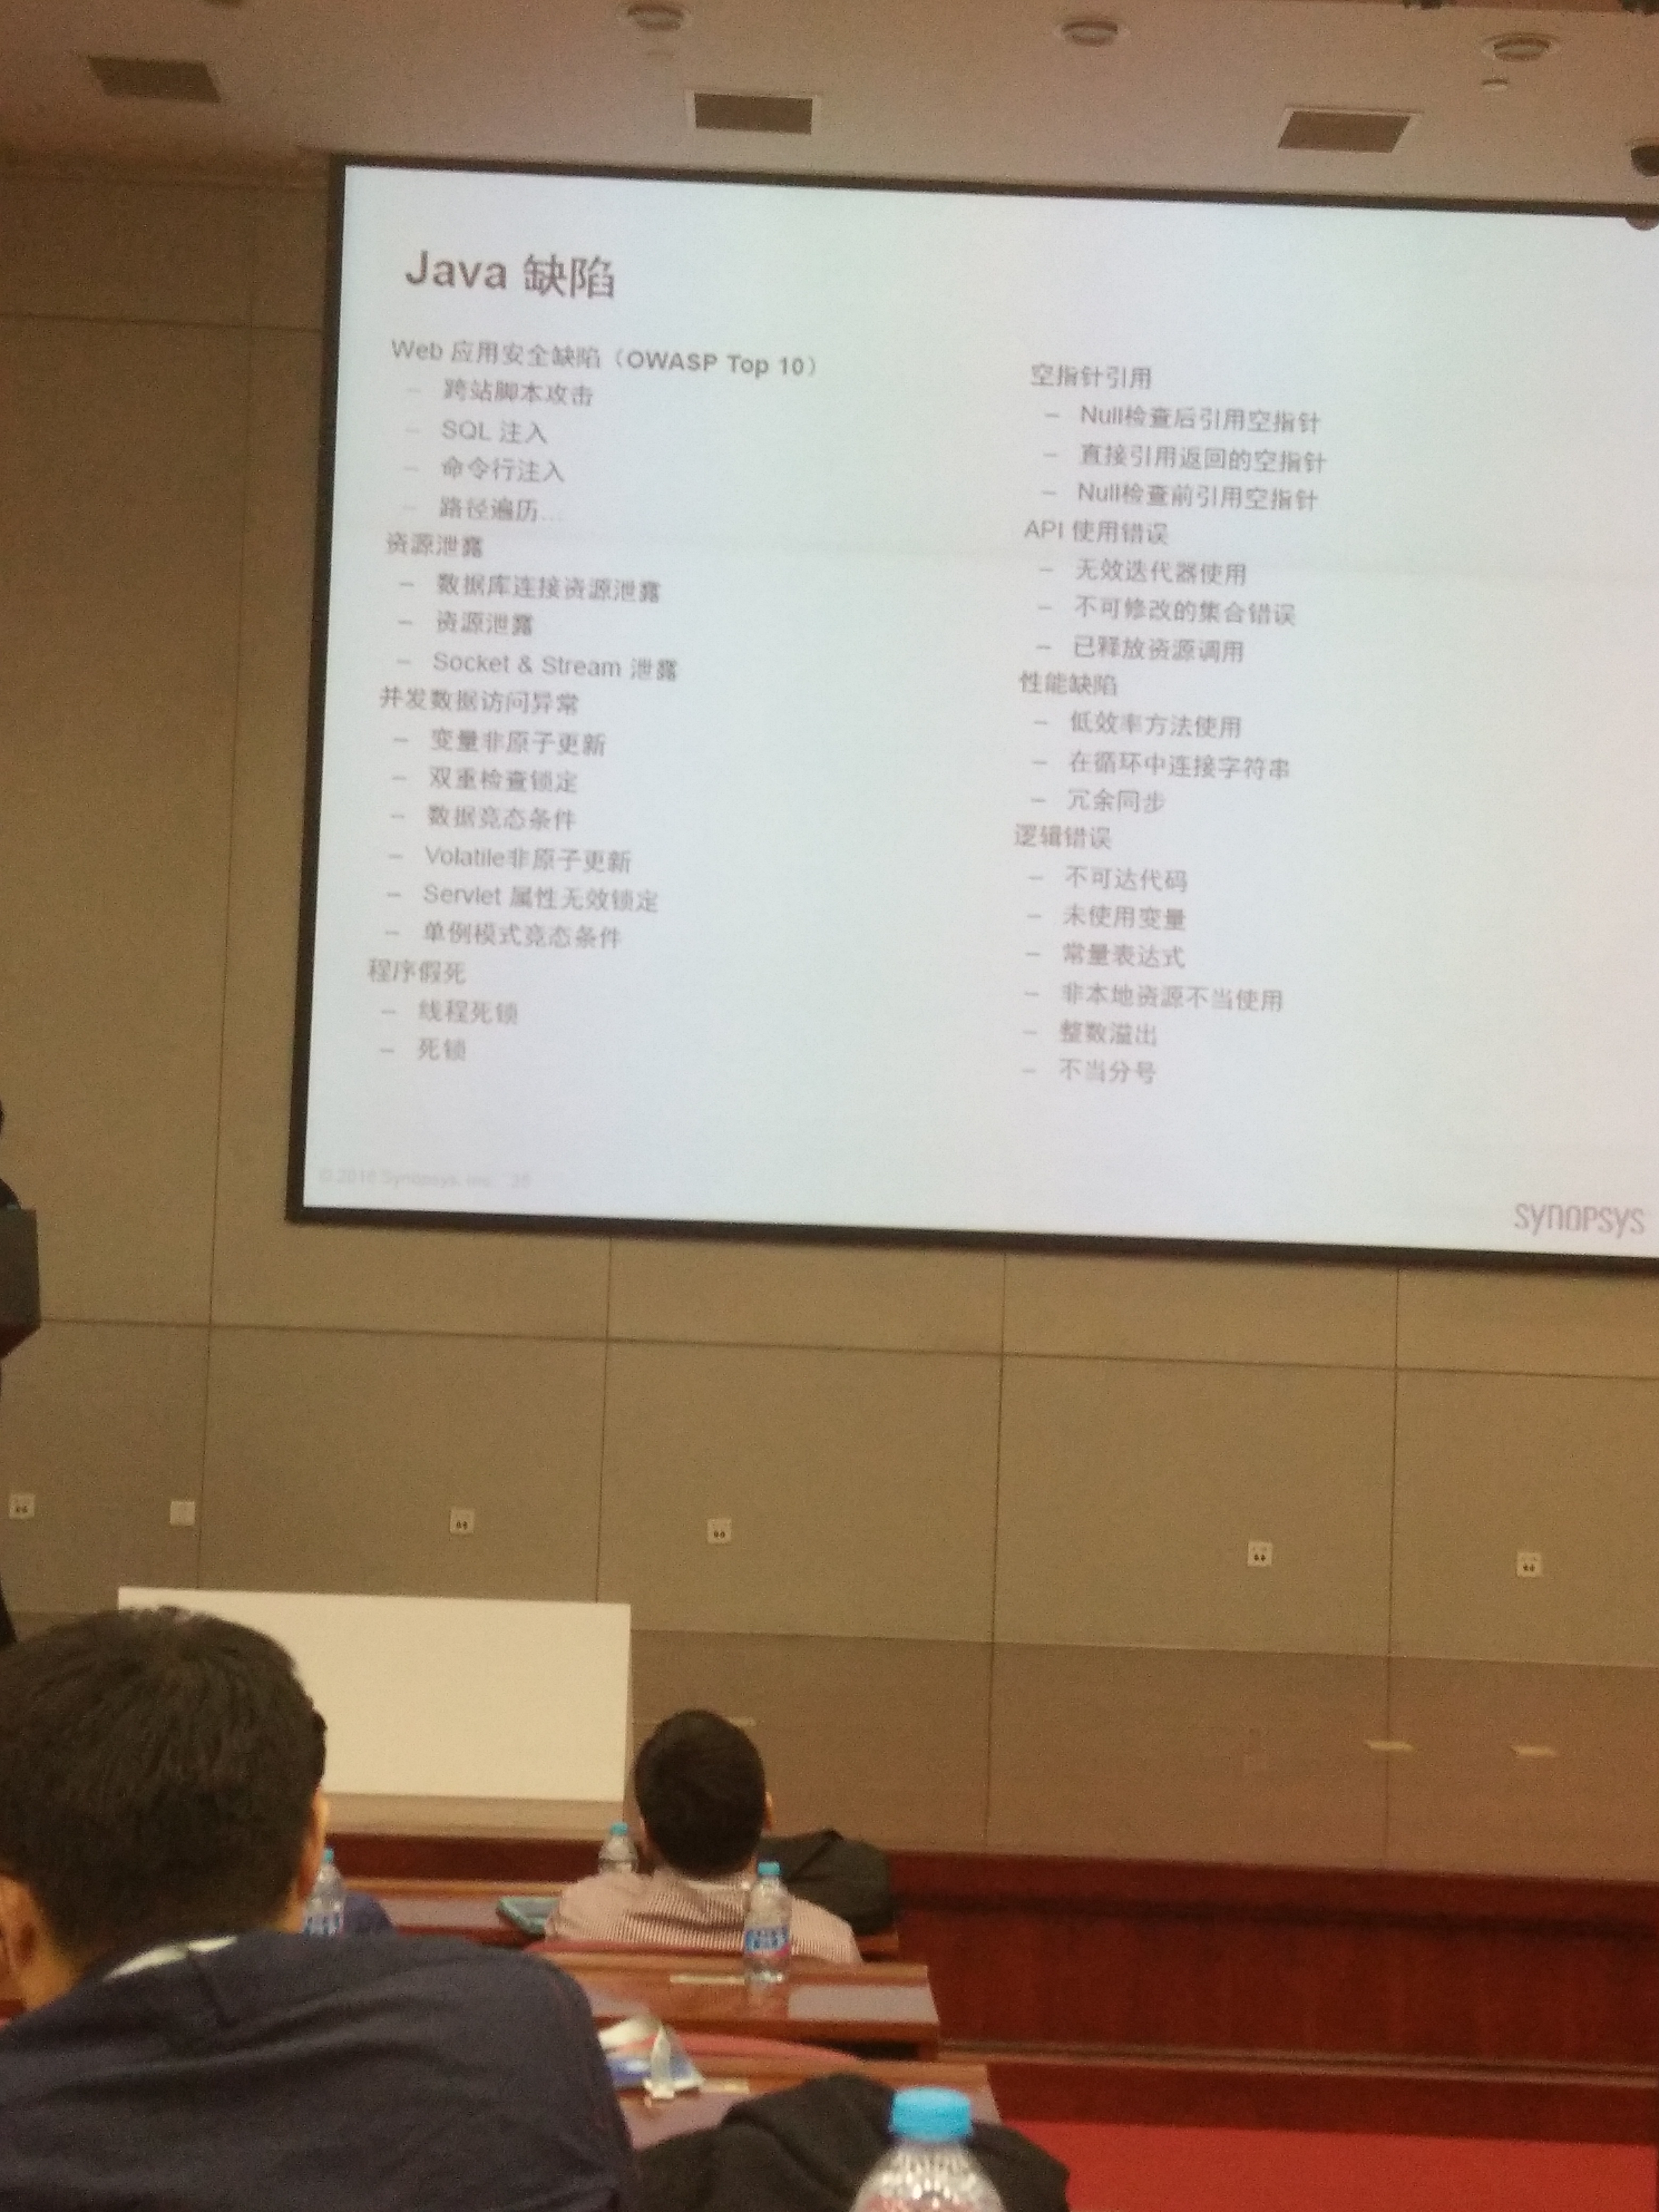 Java 缺陷
Web 应用安全缺陷（OWASP Top 10）
– 跨站脚本攻击
– SQL 注入
– 命令行注入
– 路径遍历...
资源泄露
– 数据库连接资源泄露
– 资源泄露
– Socket & Stream 泄露
并发数据访问异常
– 变量非原子更新
– 双重检查锁定
– 数据竞态条件
– Volatile非原子更新
– Servlet 属性无效锁定
– 单例模式竞态条件
程序假死
– 线程死锁
– 死锁
空指针引用
– Null检查后引用空指针
– 直接引用返回的空指针
– Null检查前引用空指针
API 使用错误
– 无效迭代器使用
– 不可修改的集合错误
– 已释放资源调用
性能缺陷
– 低效率方法使用
– 在循环中连接字符串
– 冗余同步
逻辑错误
– 不可达代码
– 未使用变量
– 常量表达式
– 非本地资源不当使用
– 整数溢出
– 不当分号
© 2016 Synopsys, Inc.
SYNOPSYS